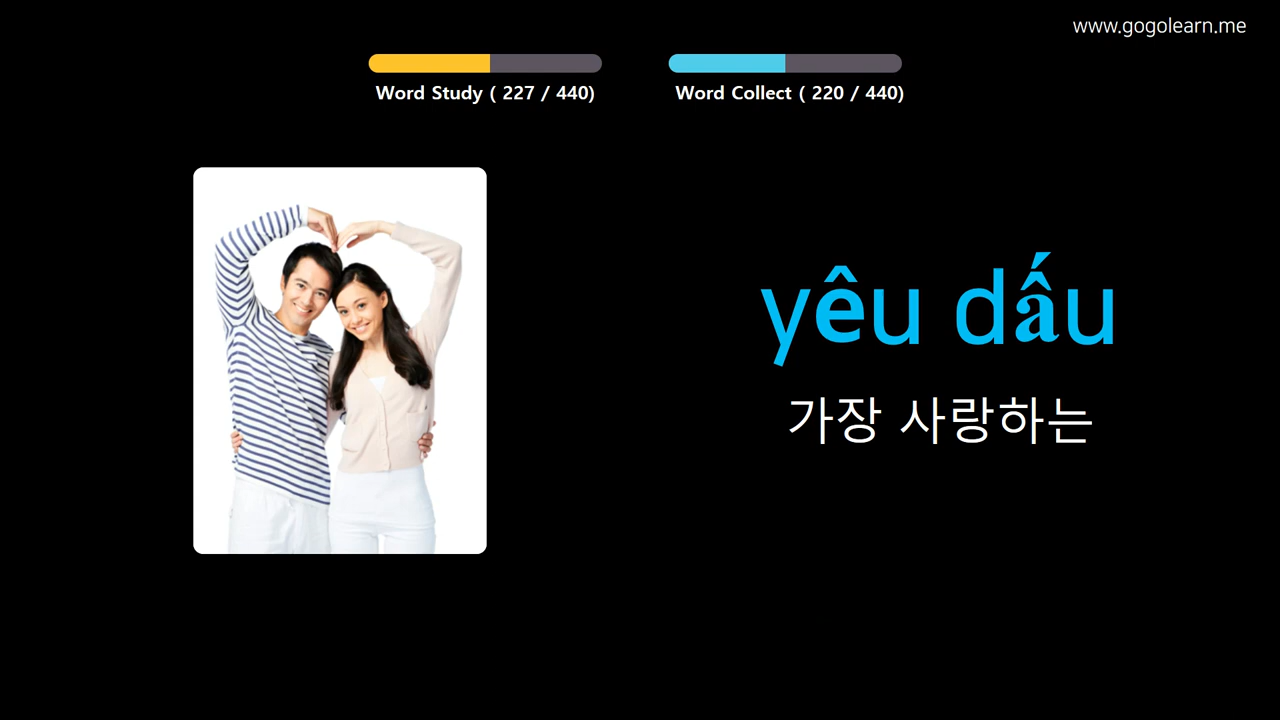 www.gogolearn.me
Word Study ( 227 / 440)
Word Collect ( 220 / 440)
yêu dấu
가장 사랑하는